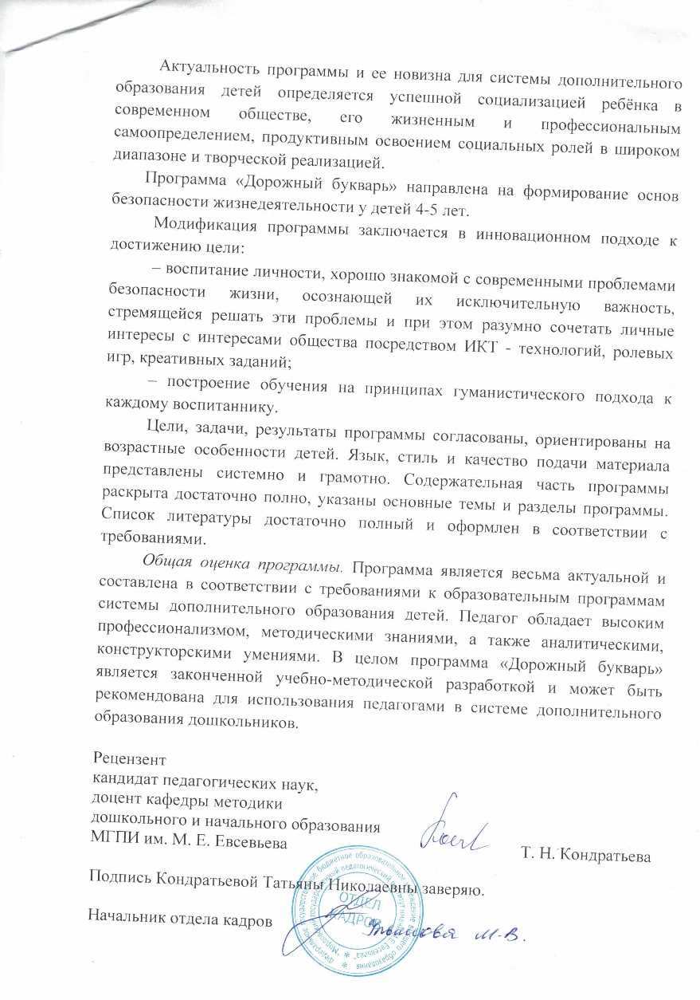 Актуальность программы и ее новизна для системы дополнительного
образования детей определяется успешной социализацией ребёнка в
современном обществе, его жизненным и профессиональным
самоопределением, продуктивным освоением социальных ролей в широком
диапазоне и творческой реализацией.
Программа «Дорожный букварь» направлена на формирование основ
безопасности жизнедеятельности у детей 4-5 лет.
Модификация программы заключается в инновационном подходе к
достижению цели:
– воспитание личности, хорошо знакомой с современными проблемами
безопасности жизни, осознающей их исключительную важность,
стремящейся решать эти проблемы и при этом разумно сочетать личные
интересы с интересами общества посредством ИКТ - технологий, ролевых
игр, креативных заданий;
– построение обучения на принципах гуманистического подхода к
каждому воспитаннику.
Цели, задачи, результаты программы согласованы, ориентированы на
возрастные особенности детей. Язык, стиль и качество подачи материала
представлены системно и грамотно. Содержательная часть программы
раскрыта достаточно полно, указаны основные темы и разделы программы.
Список литературы достаточно полный и оформлен в соответствии с
требованиями.
Общая оценка программы. Программа является весьма актуальной и
составлена в соответствии с требованиями к образовательным программам
системы дополнительного образования детей. Педагог обладает высоким
профессионализмом, методическими знаниями, а также аналитическими,
конструкторскими умениями. В целом программа «Дорожный букварь»
является законченной учебно-методической разработкой и может быть
рекомендована для использования педагогами в системе дополнительного
образования дошкольников.
Рецензент
кандидат педагогических наук,
доцент кафедры методики
дошкольного и начального образования
МГПИ им. М. Е. Евсевьева
Т. Н. Кондратьева
Подпись Кондратьевой Татьяны Николаевны заверяю.
Начальник отдела кадров
М.В.
ОТДЕЛ
КАДРОВ